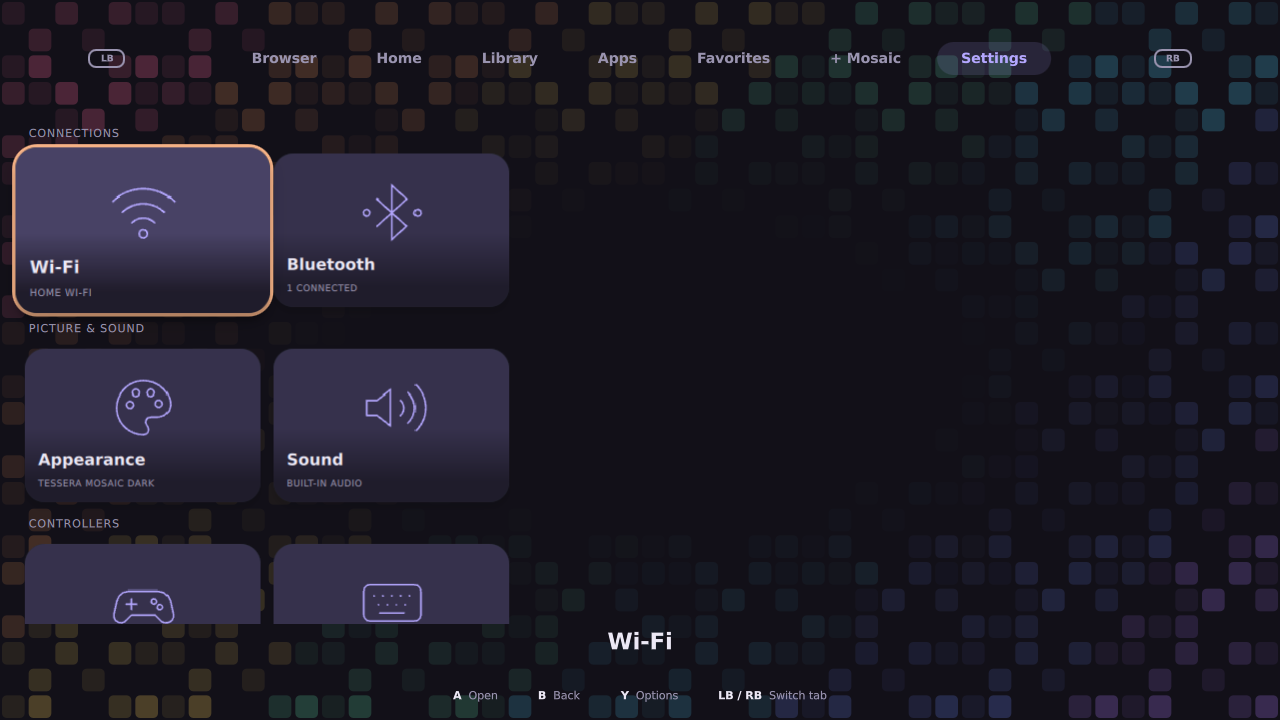 LB
Browser
Home
Library
Apps
Favorites
+ Mosaic
Settings
RB
CONNECTIONS
Wi-Fi
HOME WI-FI
Bluetooth
1 CONNECTED
PICTURE & SOUND
Appearance
TESSERA MOSAIC DARK
Sound
BUILT-IN AUDIO
CONTROLLERS
Wi-Fi
A Open
B Back
Y Options
LB / RB Switch tab